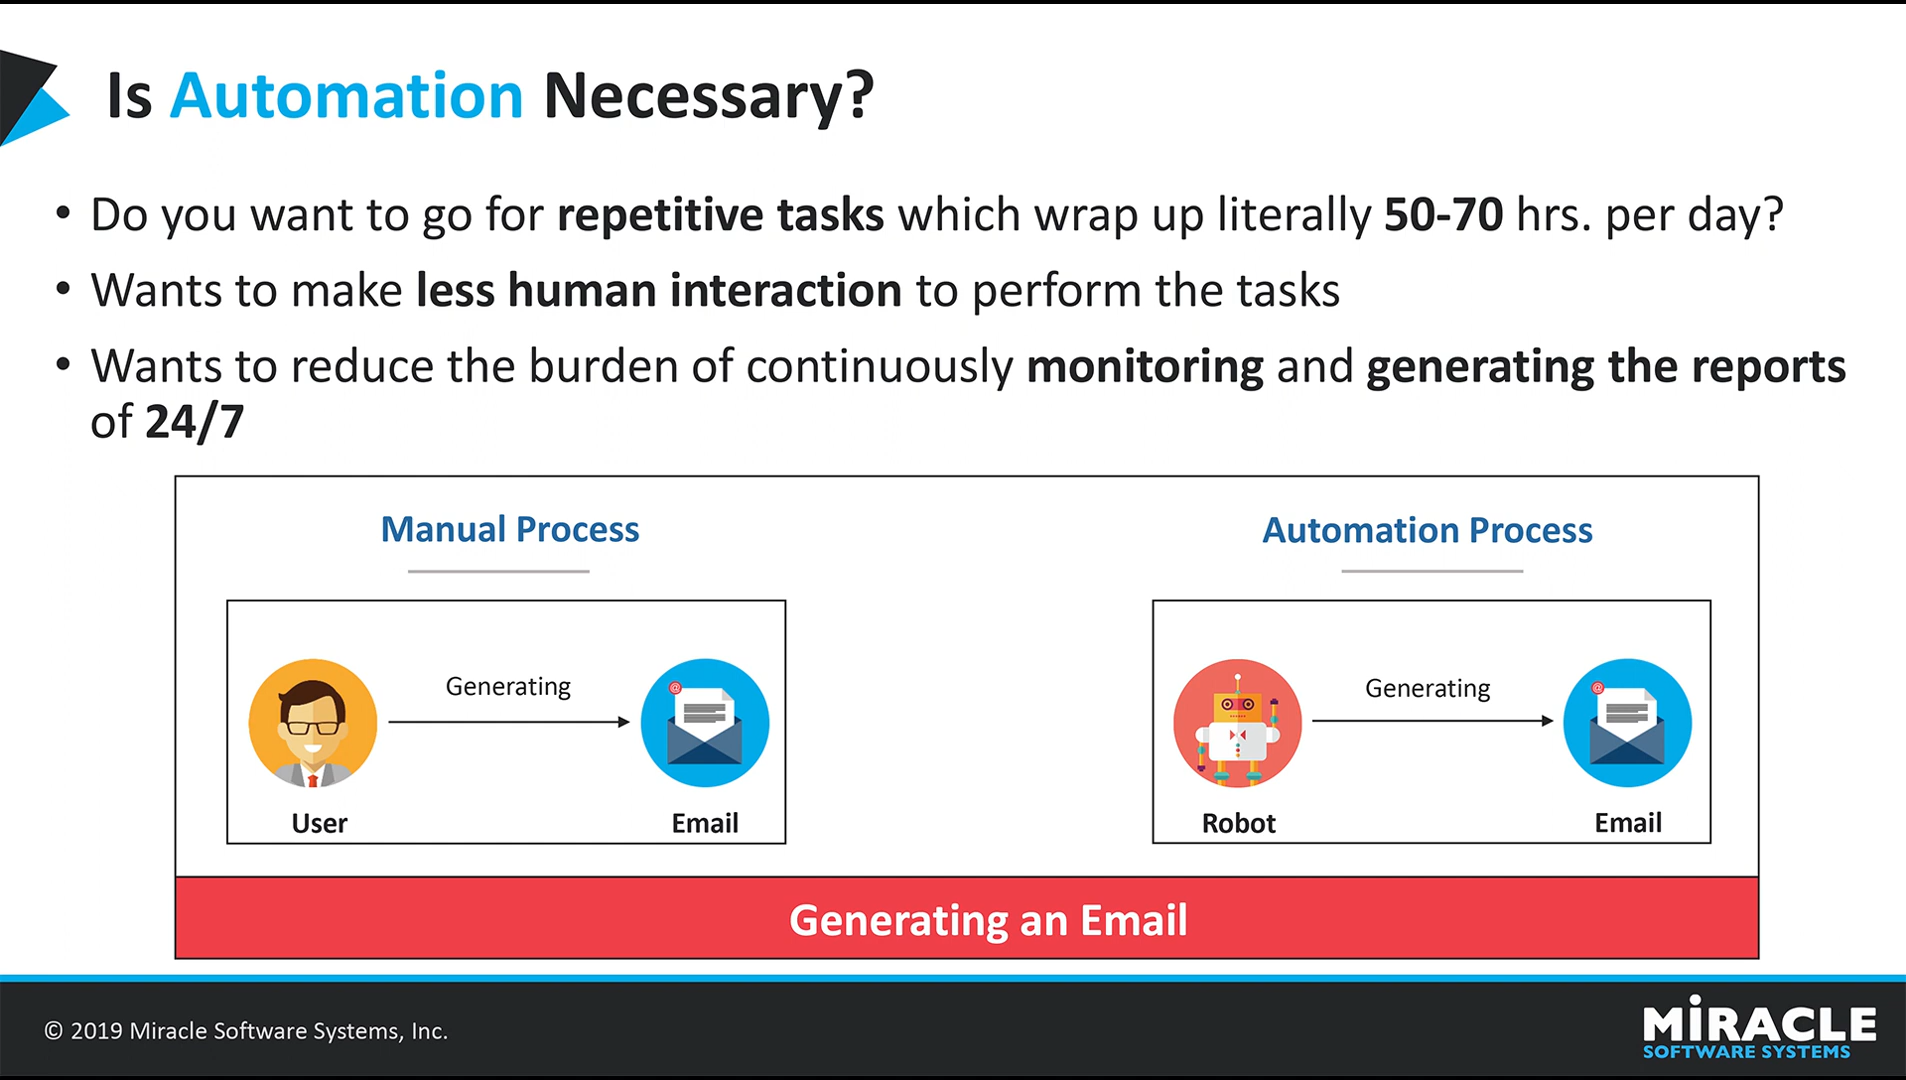 Is Automation Necessary?
• Do you want to go for repetitive tasks which wrap up literally 50-70 hrs. per day?
• Wants to make less human interaction to perform the tasks
• Wants to reduce the burden of continuously monitoring and generating the reports
of 24/7
Manual Process
Automation Process
Generating
Generating
User
Email
Robot
Email
Generating an Email
© 2019 Miracle Software Systems, Inc.
MiRACLE
SOFTWARE SYSTEMS